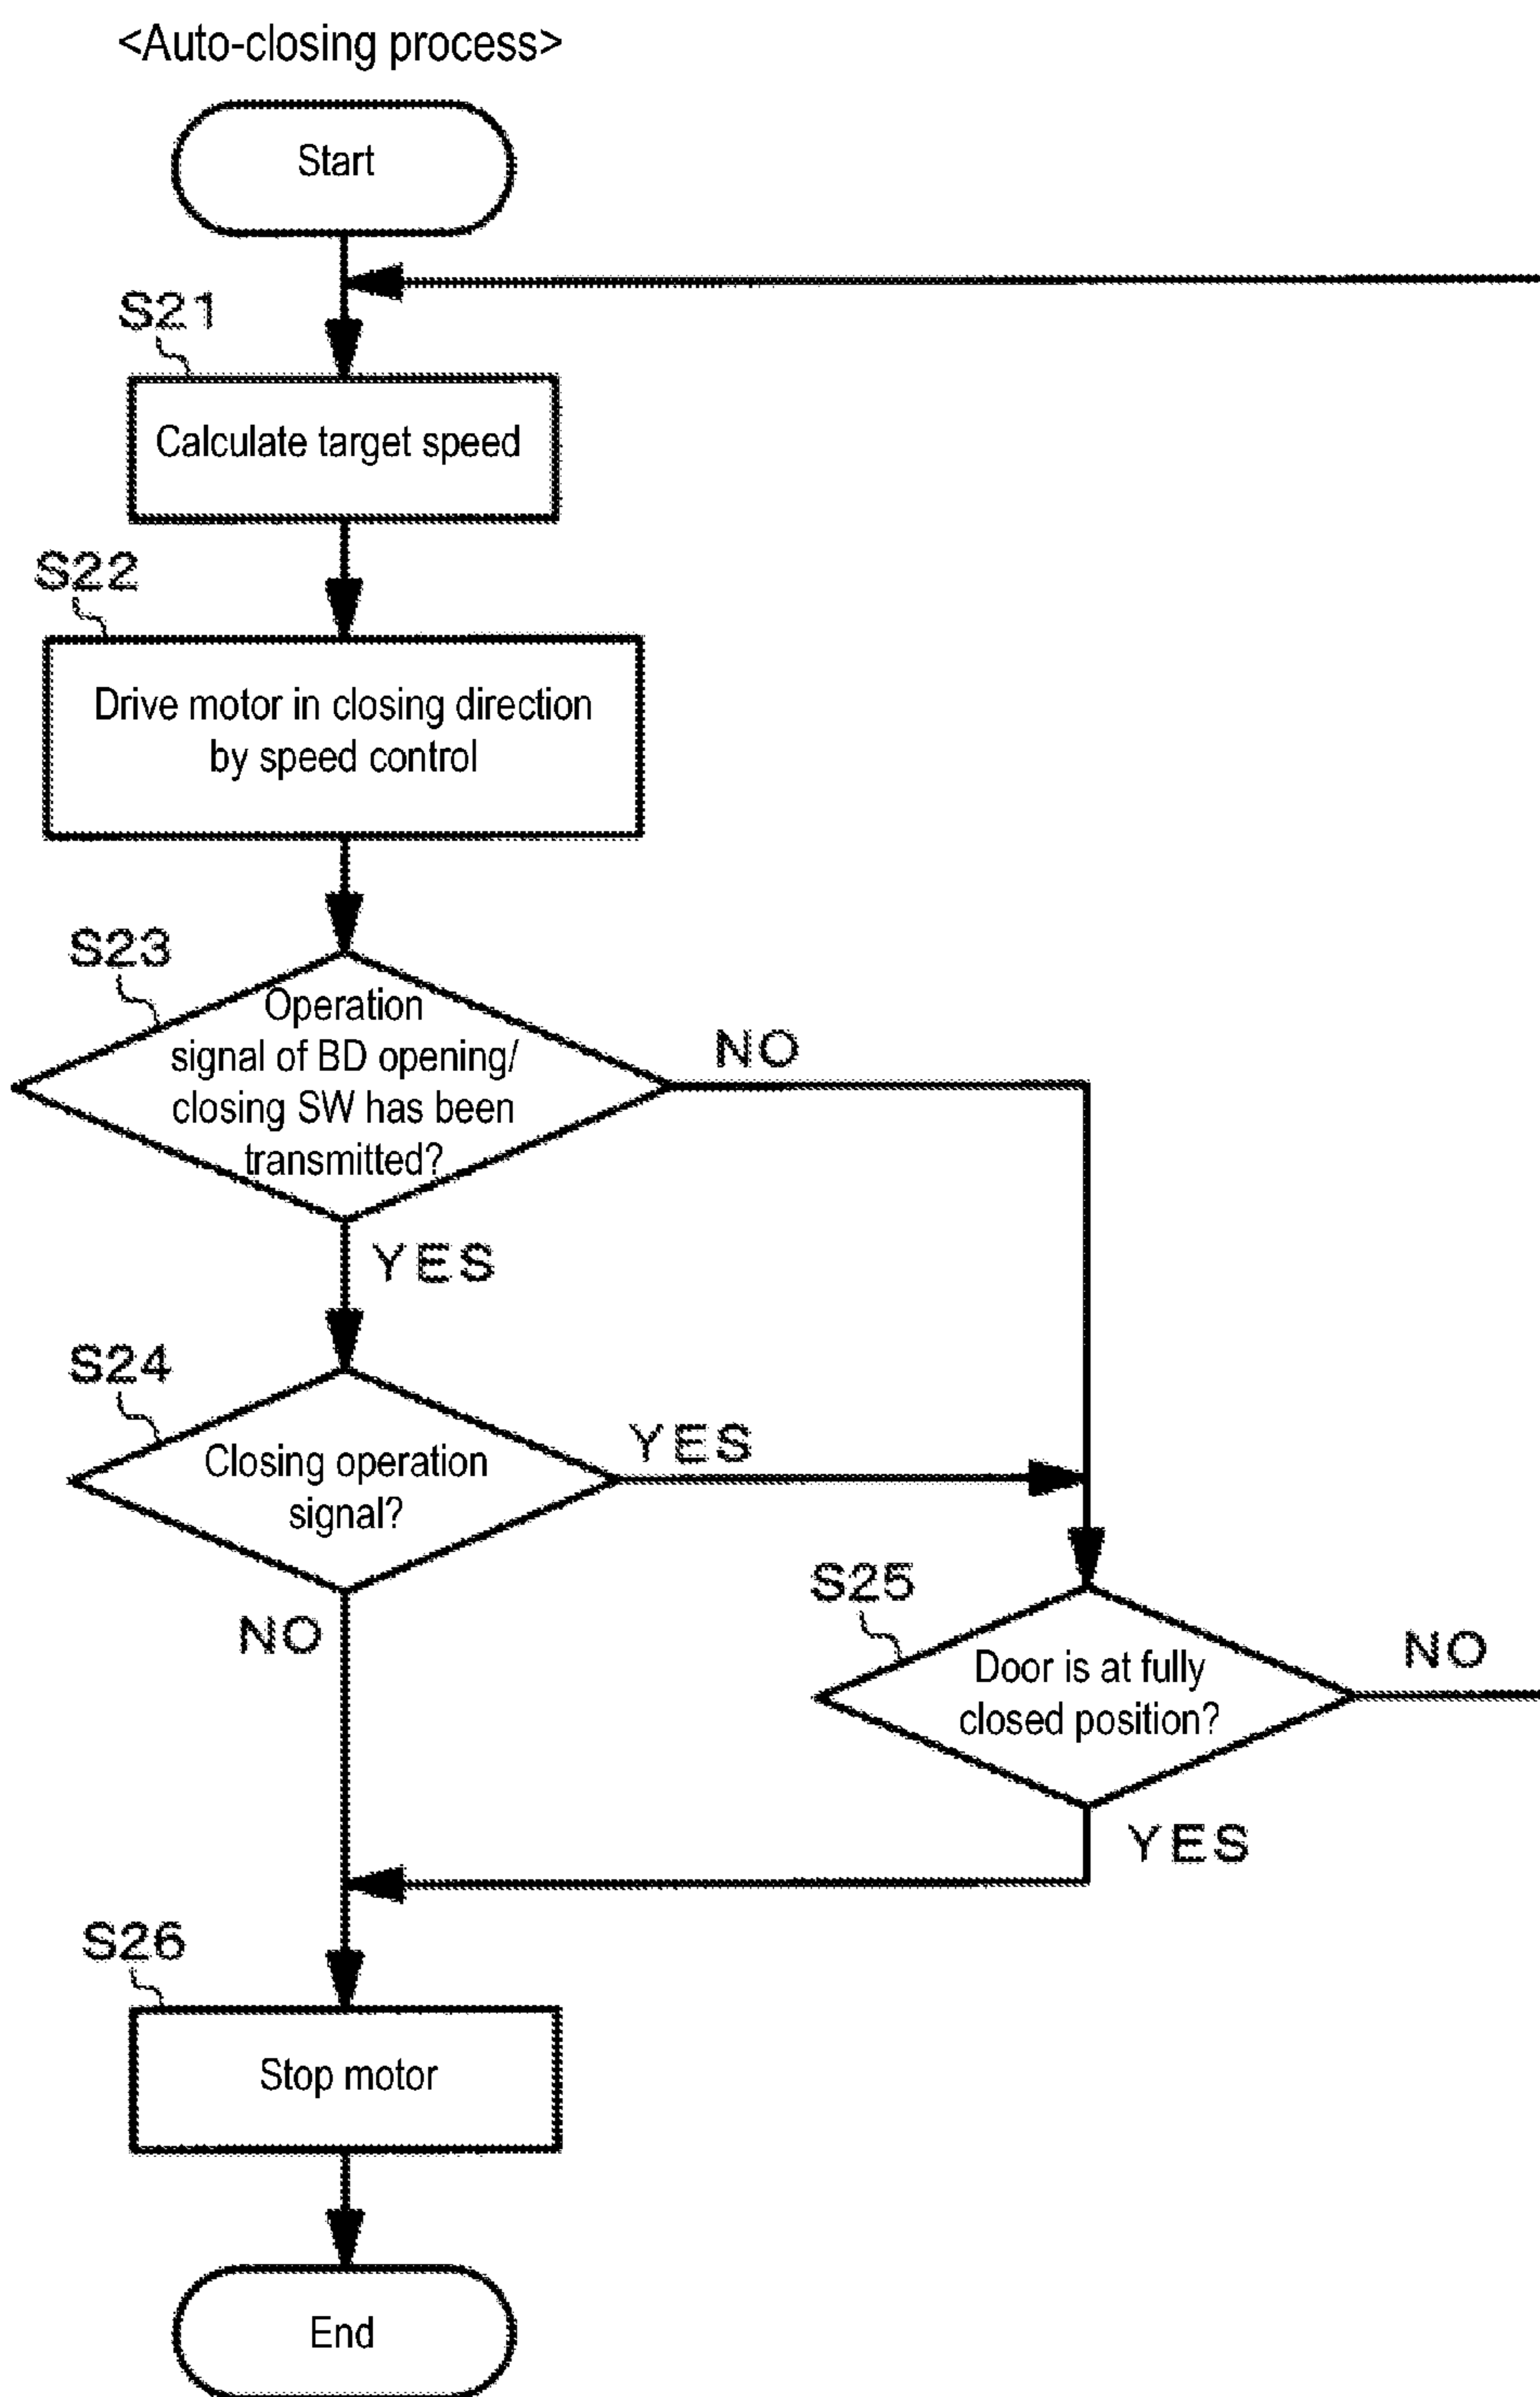 <Auto-closing process>
Start
S21
Calculate target speed
S22
Drive motor in closing direction
by speed control
S23
Operation
signal of BD opening/
closing SW has been
transmitted?
NO
YES
S24
Closing operation
signal?
YES
NO
S25
Door is at fully
closed position?
NO
YES
S26
Stop motor
End